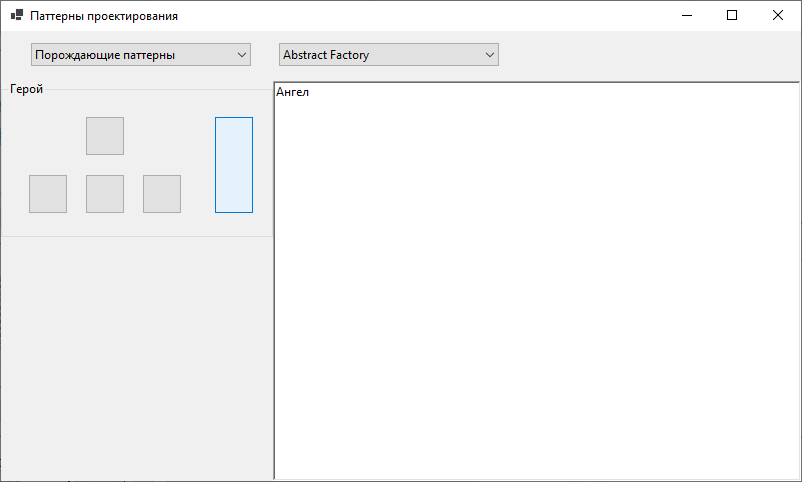 Паттерны проектирования
Порождающие паттерны
Abstract Factory
Герой
Ангел